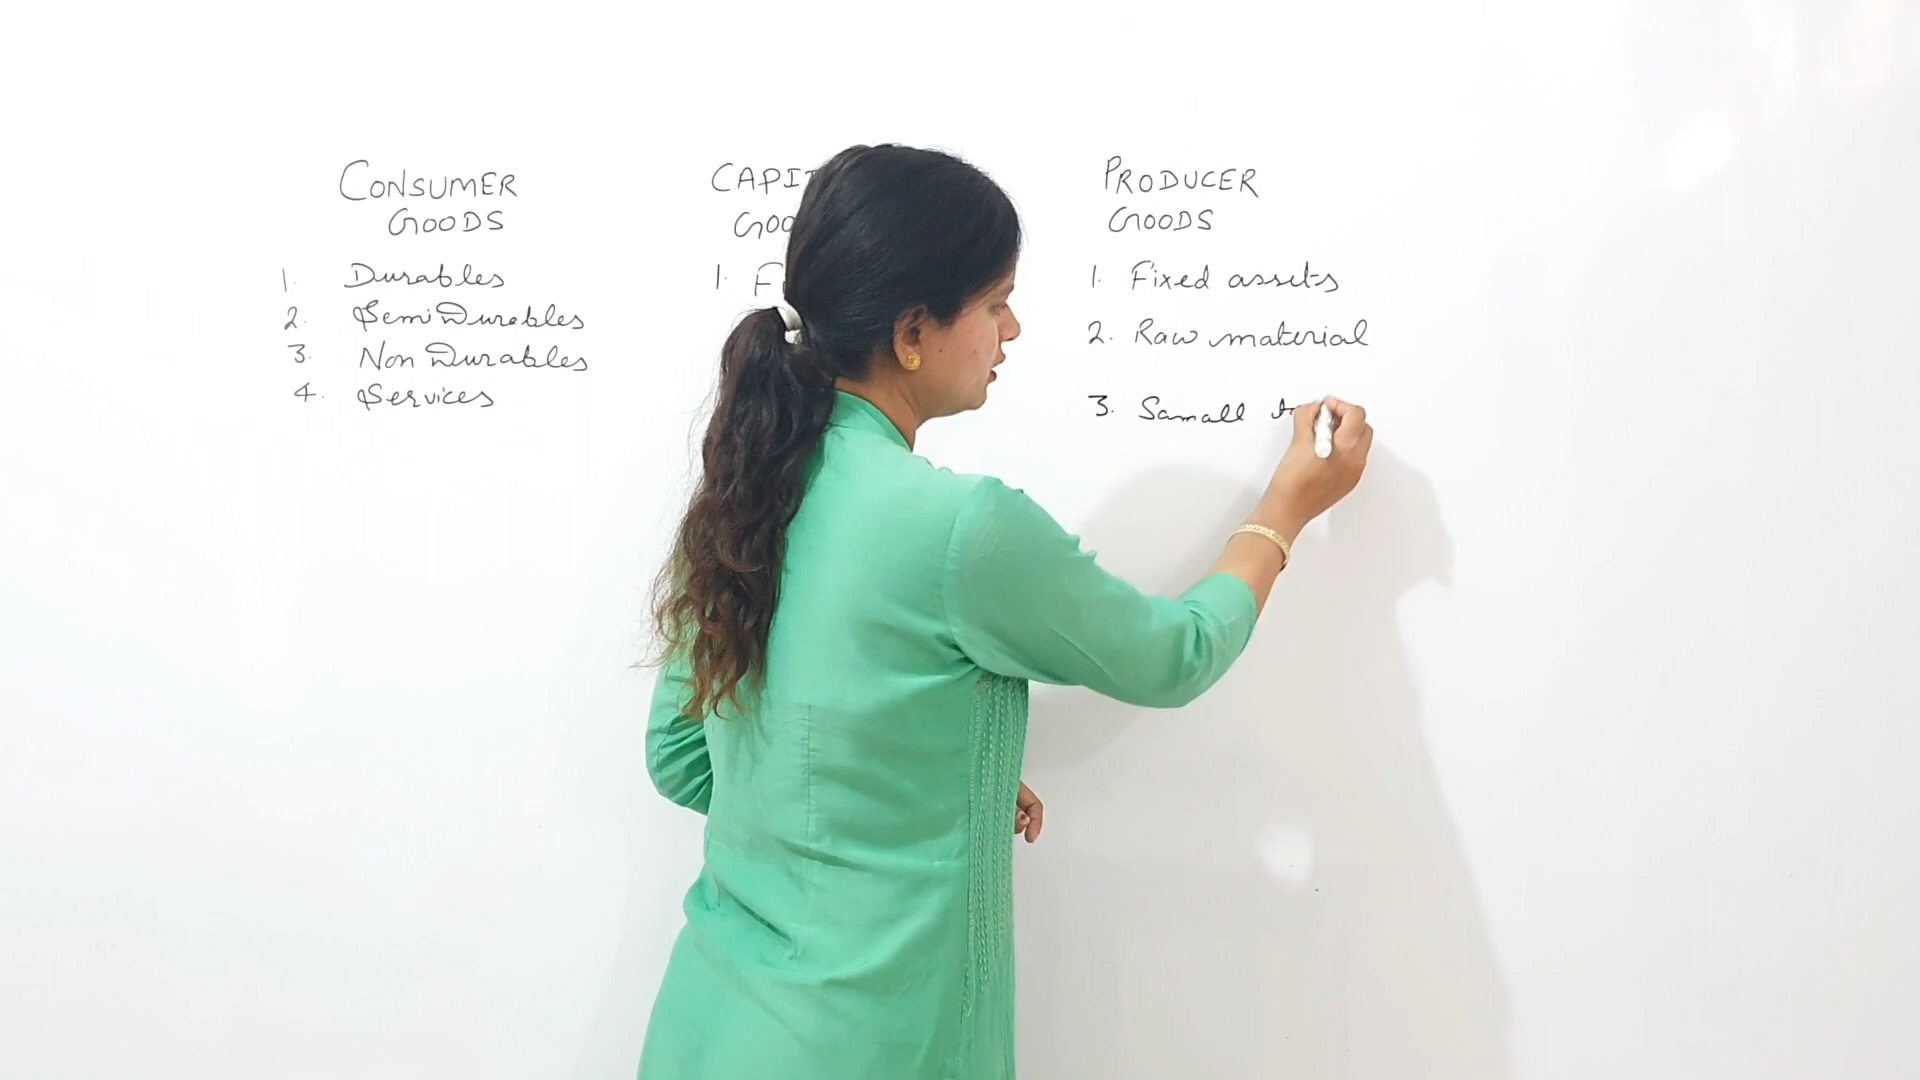 CONSUMER
GOODS
1. Durables
2. Semi Durables
3. Non Durables
4. Services
CAPI
GOO
1. F
PRODUCER
GOODS
1. Fixed assets
2. Raw material
3. Samall